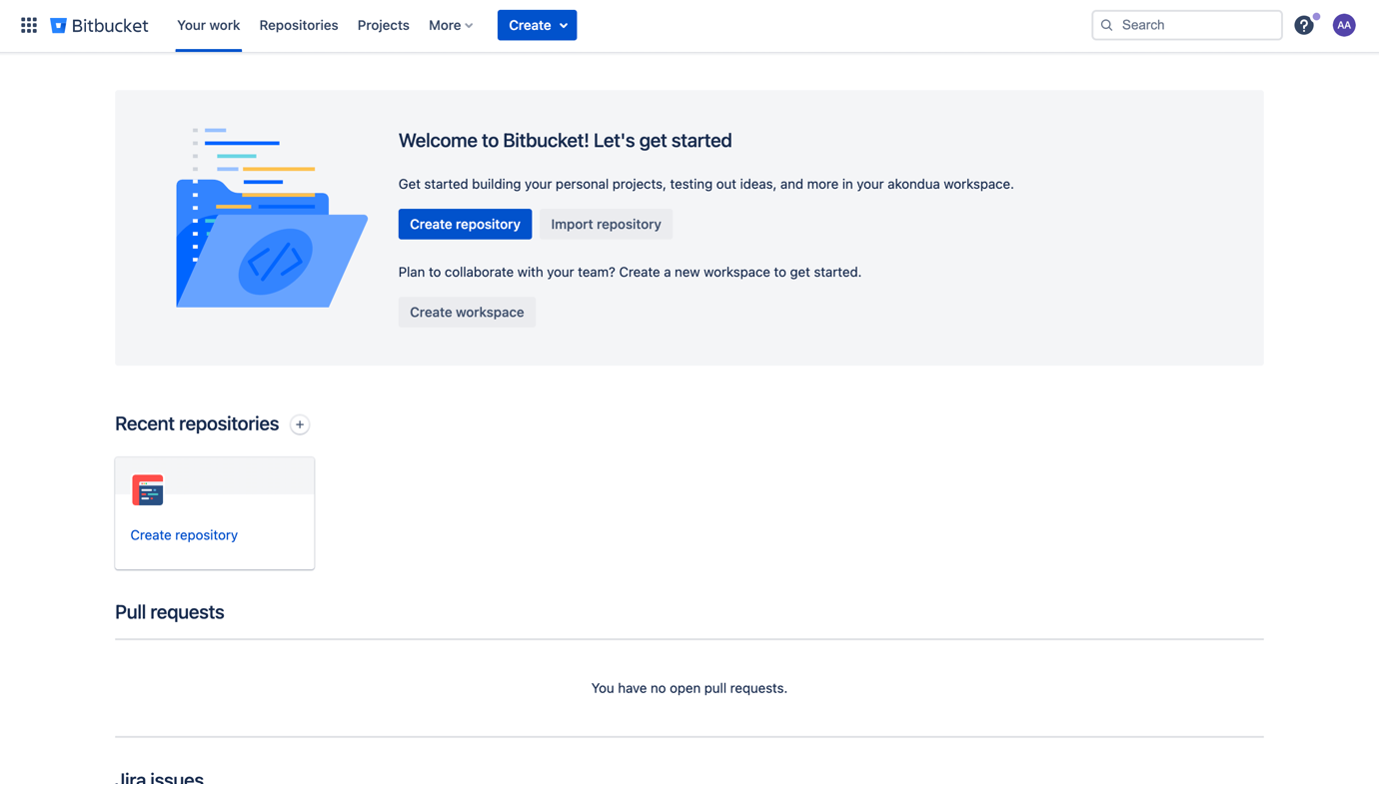 Bitbucket Your work Repositories Projects More Create Search ? AA
Welcome to Bitbucket! Let's get started
Get started building your personal projects, testing out ideas, and more in your akondua workspace.
Create repository Import repository
Plan to collaborate with your team? Create a new workspace to get started.
Create workspace
Recent repositories +
Create repository
Pull requests
You have no open pull requests.
Jira issues